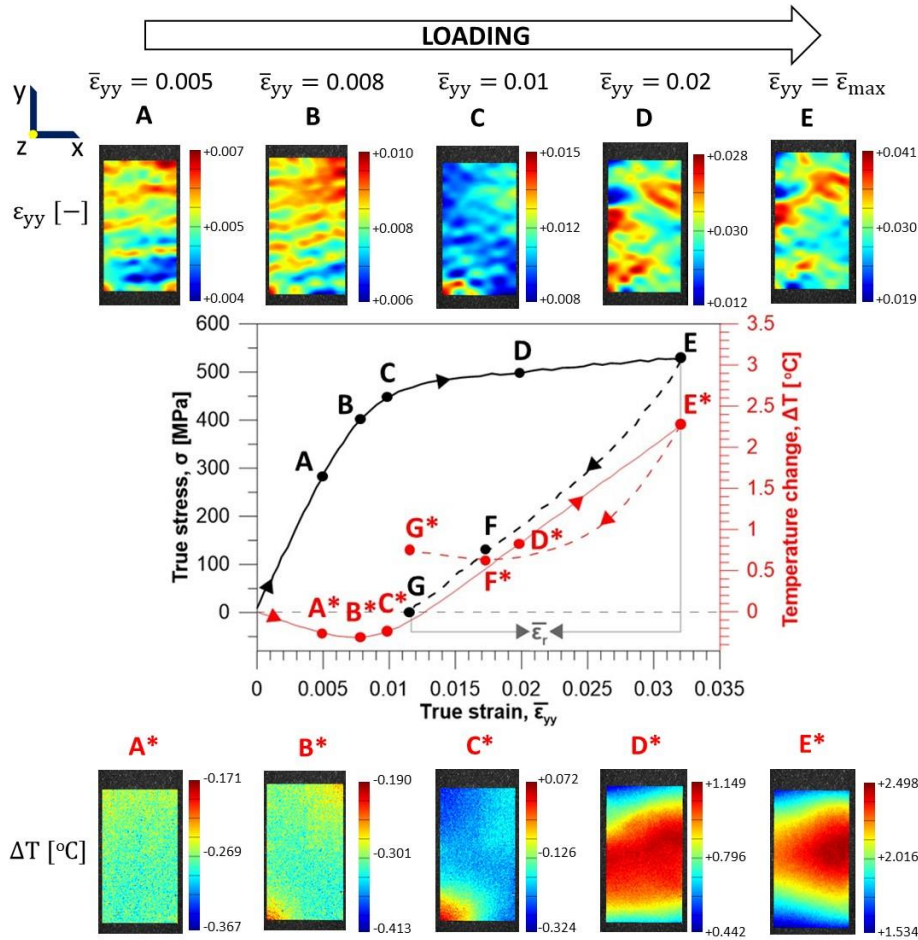 LOADING
ε̅yy = 0.005 ε̅yy = 0.008 ε̅yy = 0.01 ε̅yy = 0.02 ε̅yy = ε̅max
y
z x
A B C D E
εyy [−]
+0.007 +0.010 +0.015 +0.028 +0.041
+0.005 +0.008 +0.012 +0.030 +0.030
+0.004 +0.006 +0.008 +0.012 +0.019
True stress, σ [MPa]
600
500
400
300
200
100
0
A
B
C
D
E
F
G
A*
B*
C*
D*
E*
F*
G*
ε̅r
3.5
3
2.5
2
1.5
1
0.5
0
Temperature change, ΔT [°C]
0 0.005 0.01 0.015 0.02 0.025 0.03 0.035
True strain, ε̅yy
A* B* C* D* E*
ΔT [°C]
-0.171 -0.190 +0.072 +1.149 +2.498
-0.269 -0.301 -0.126 +0.796 +2.016
-0.367 -0.413 -0.324 +0.442 +1.534